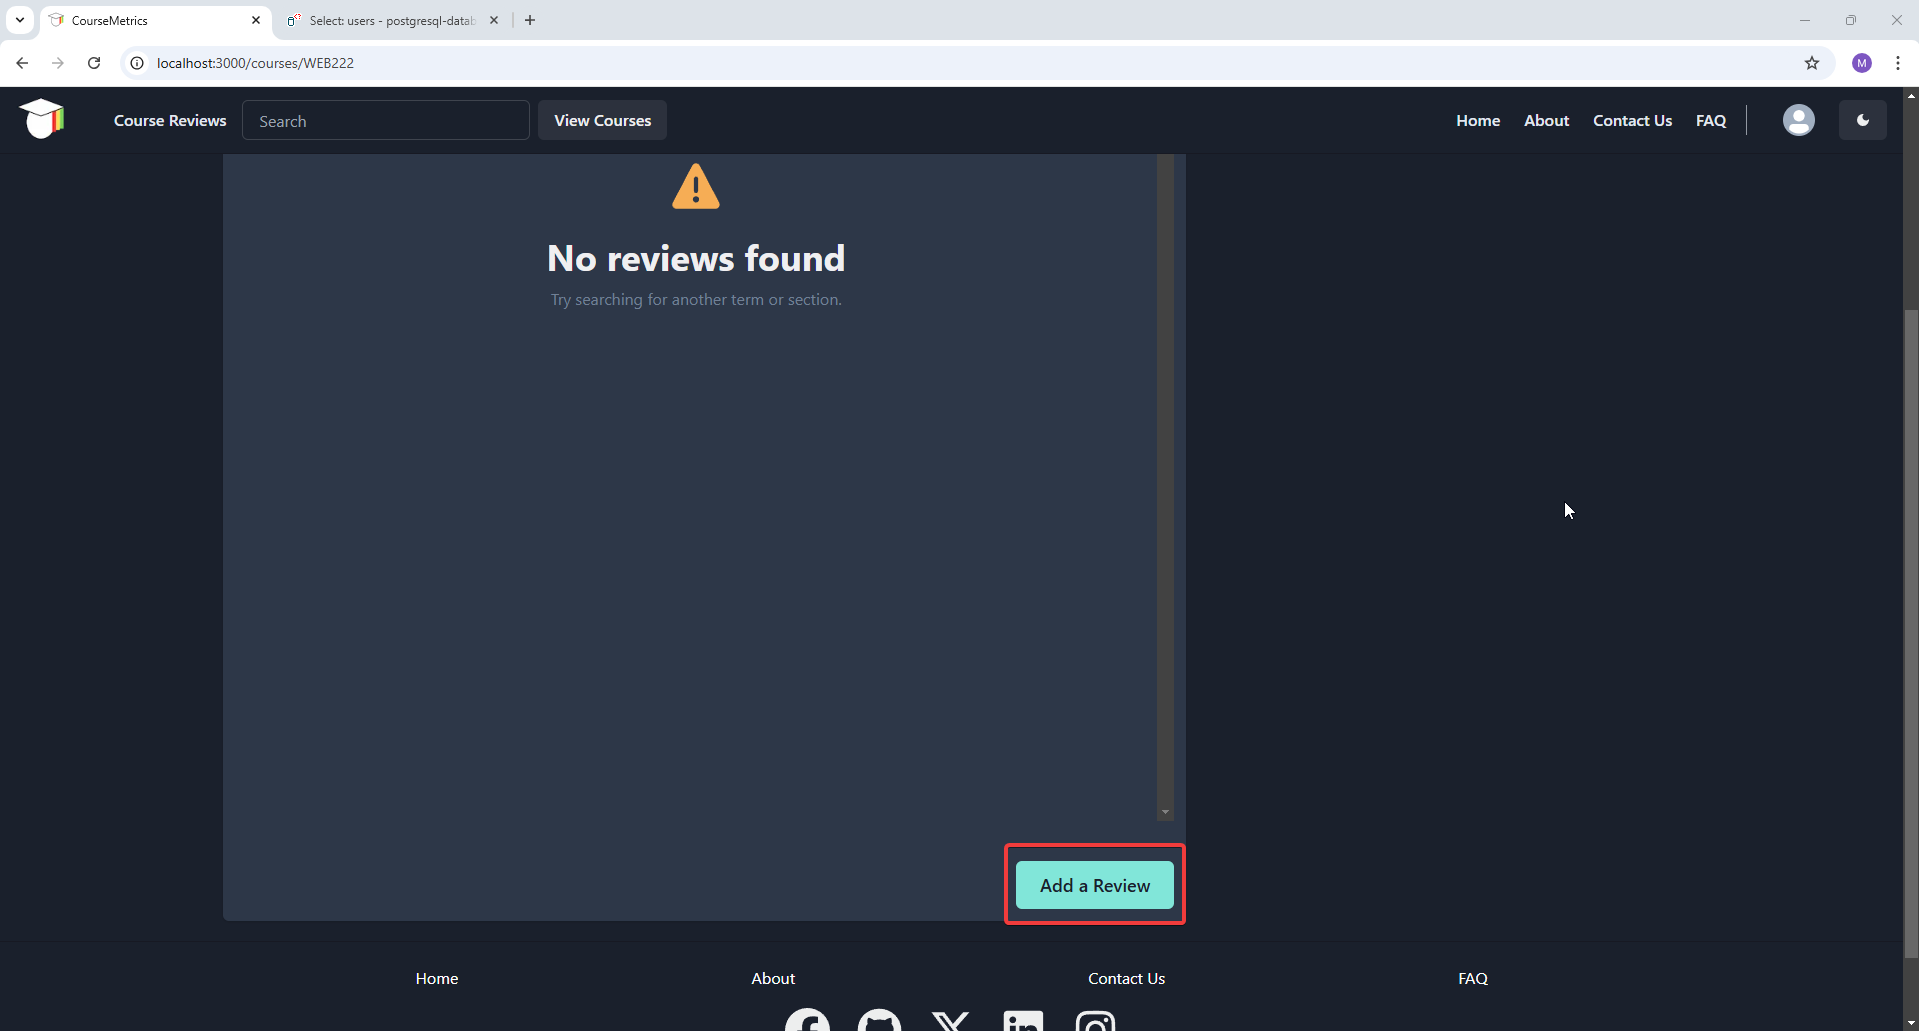 CourseMetrics
Select: users - postgresql-datab
localhost:3000/courses/WEB222
M
Course Reviews
Search
View Courses
Home
About
Contact Us
FAQ
No reviews found
Try searching for another term or section.
Add a Review
Home
About
Contact Us
FAQ